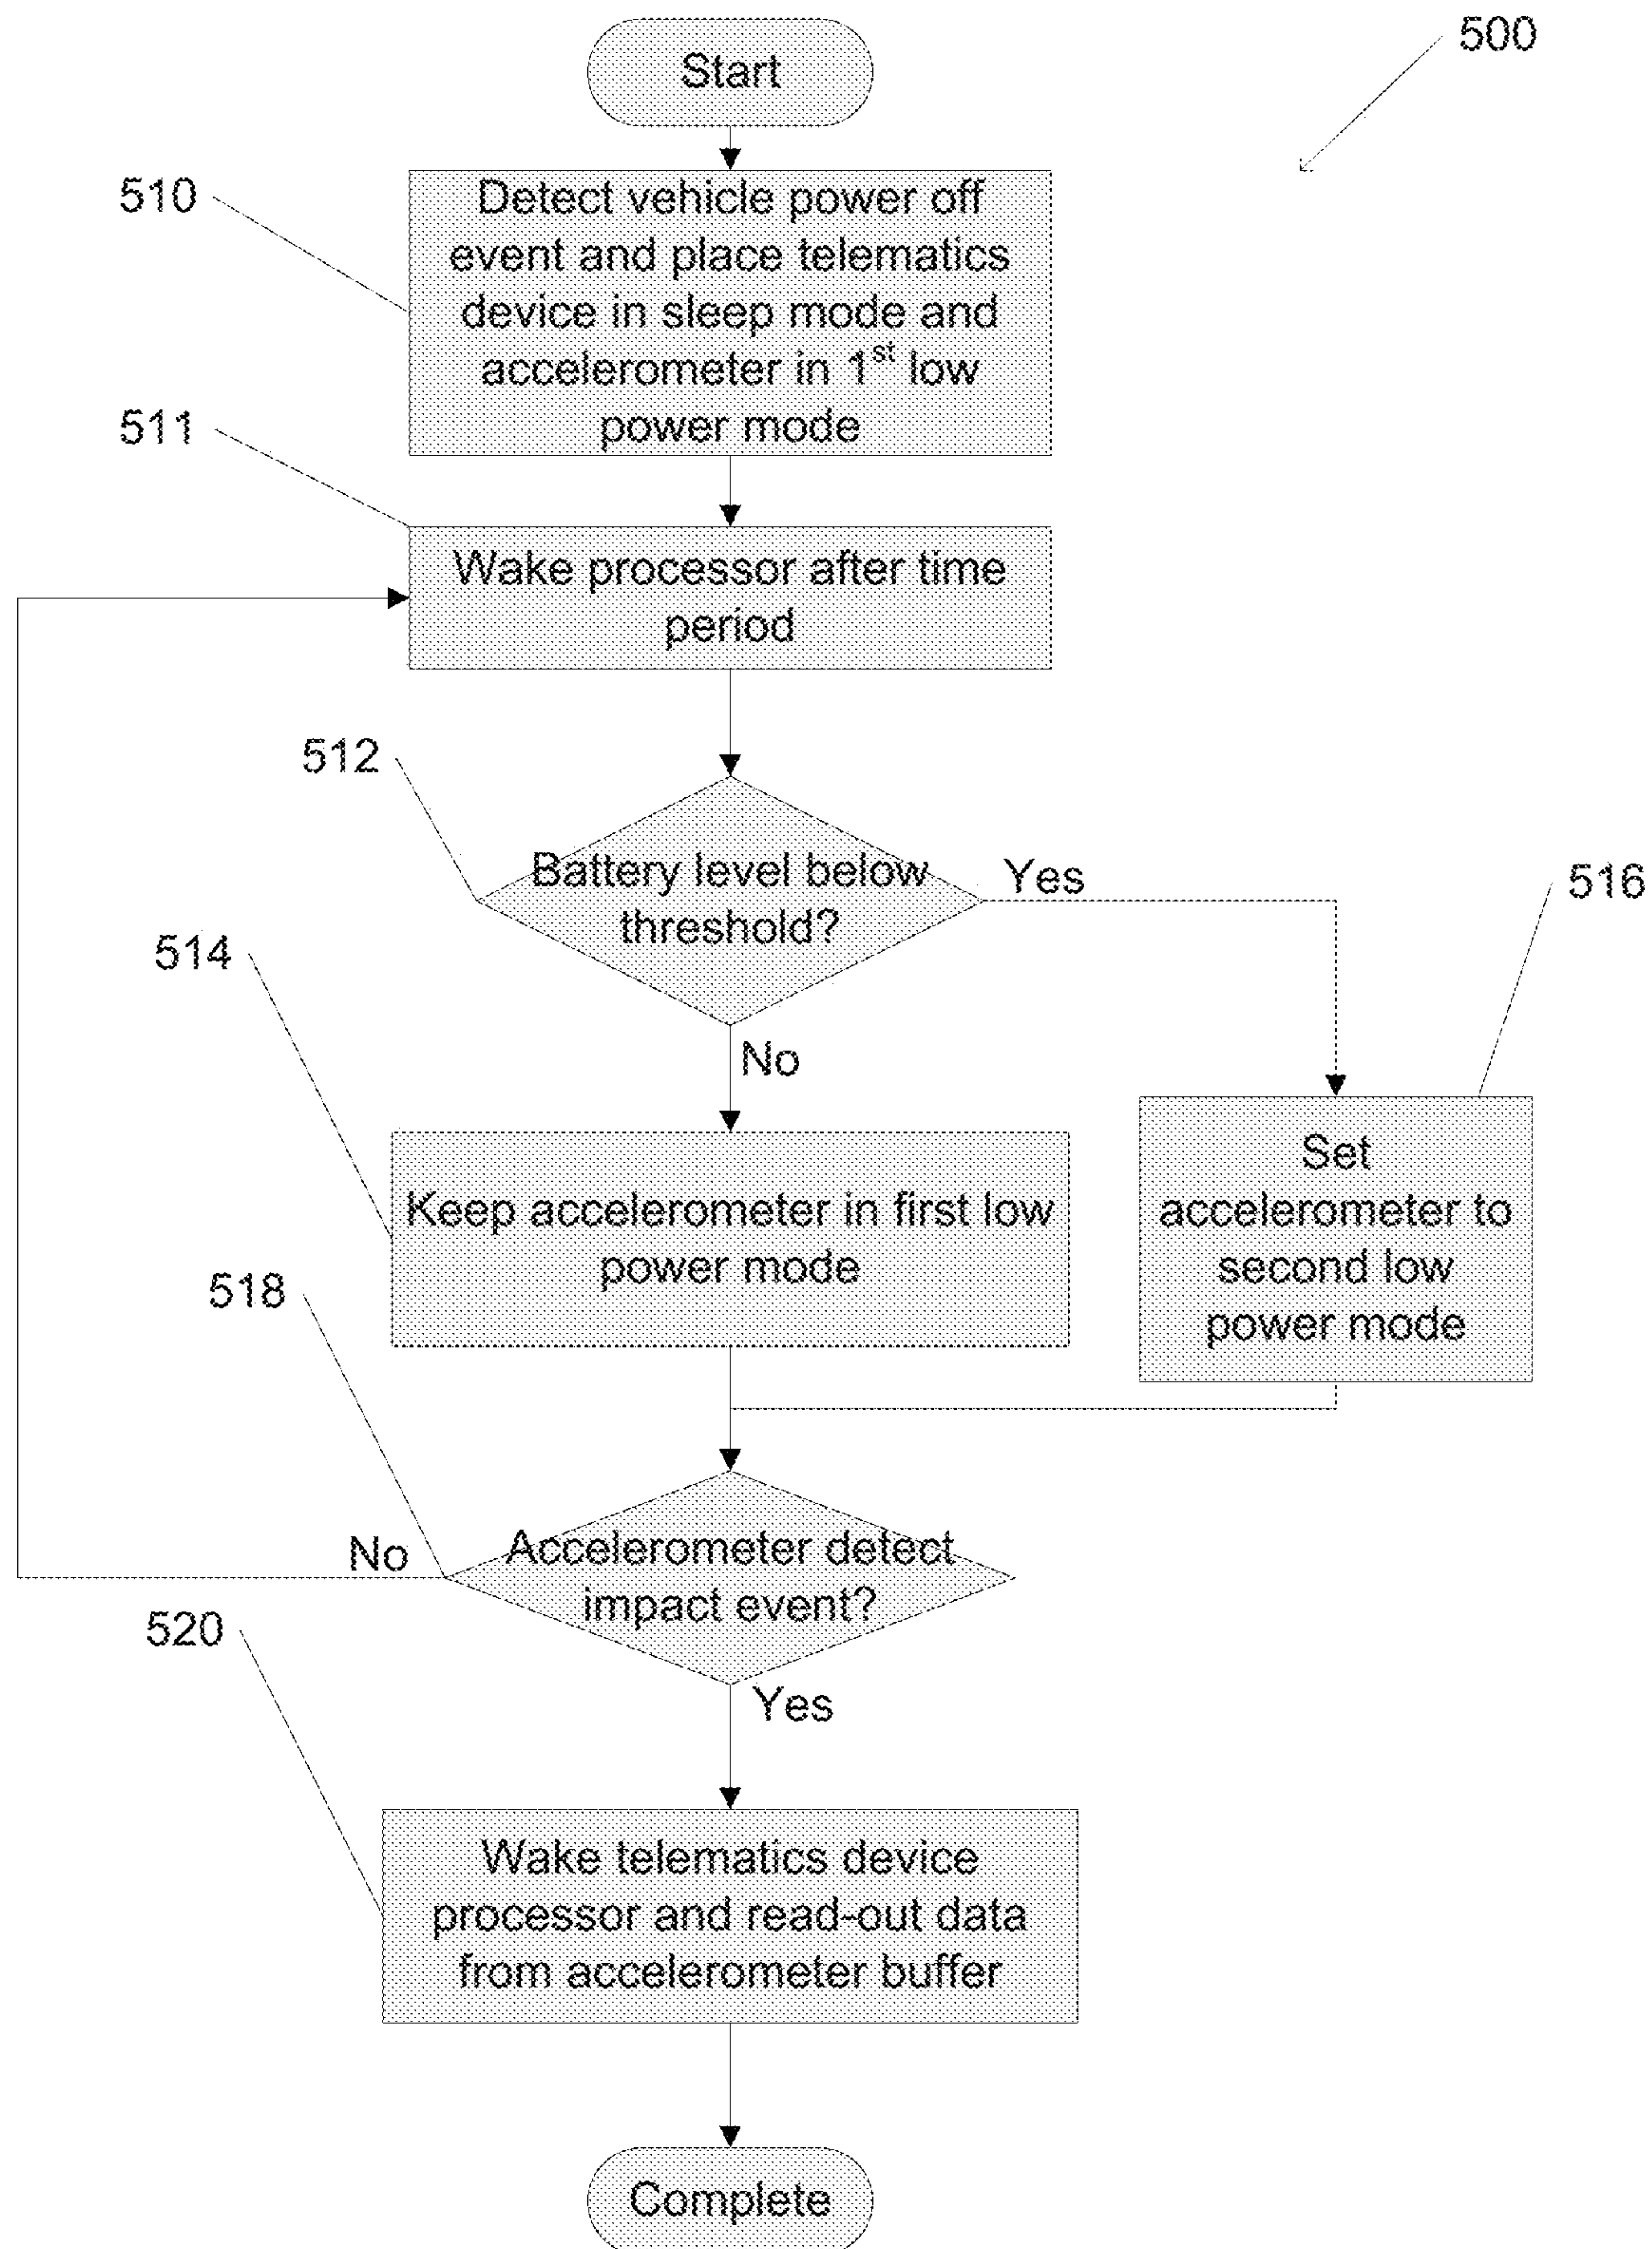 Start
500
510
Detect vehicle power off
event and place telematics
device in sleep mode and
accelerometer in 1st low
power mode
511
Wake processor after time
period
512
Battery level below
threshold?
Yes
516
No
514
Keep accelerometer in first low
power mode
Set
accelerometer to
second low
power mode
518
Accelerometer detect
impact event?
No
Yes
520
Wake telematics device
processor and read-out data
from accelerometer buffer
Complete